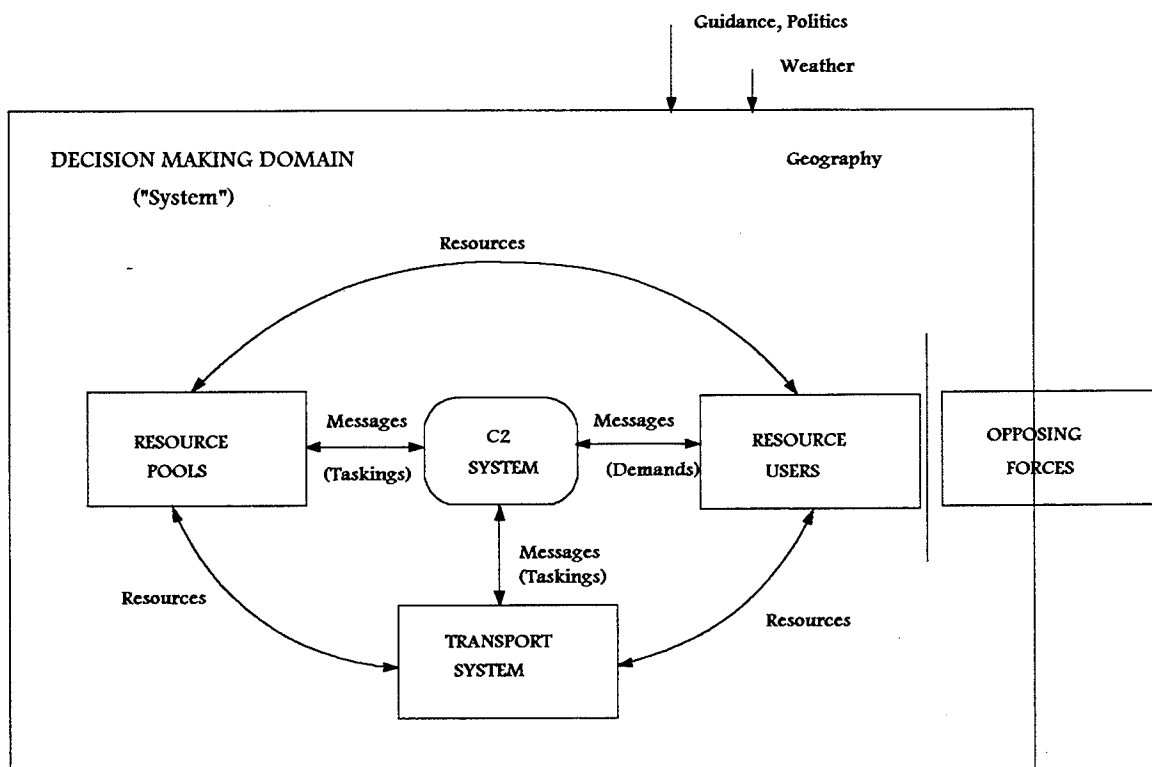 Guidance, Politics
Weather
DECISION MAKING DOMAIN
("System")
Geography
Resources
RESOURCE
POOLS
Messages
(Taskings)
C2
SYSTEM
Messages
(Demands)
RESOURCE
USERS
OPPOSING
FORCES
Messages
(Taskings)
Resources
TRANSPORT
SYSTEM
Resources